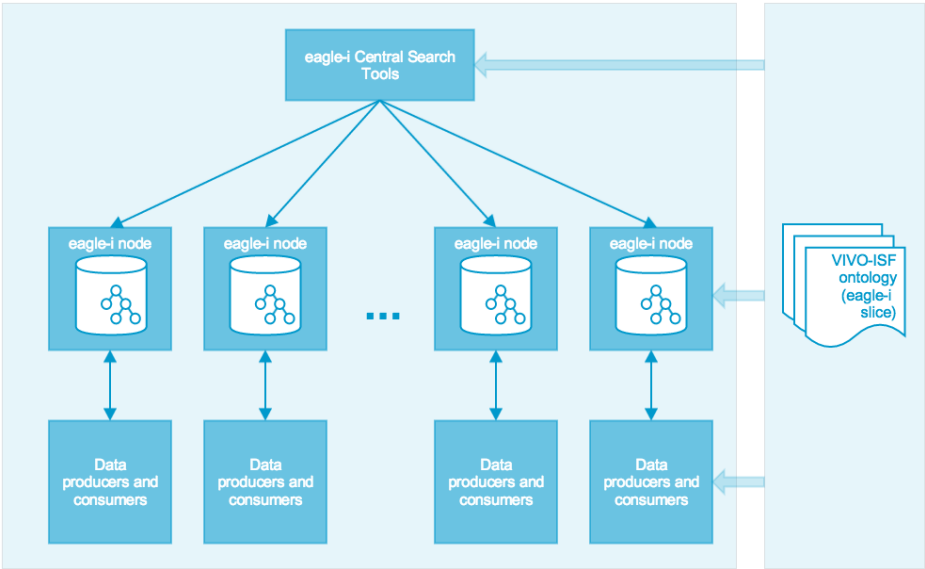 eagle-i Central Search
Tools
eagle-i node
eagle-i node
eagle-i node
eagle-i node
...
VIVO-ISF
ontology
(eagle-i
slice)
Data
producers and
consumers
Data
producers and
consumers
Data
producers and
consumers
Data
producers and
consumers